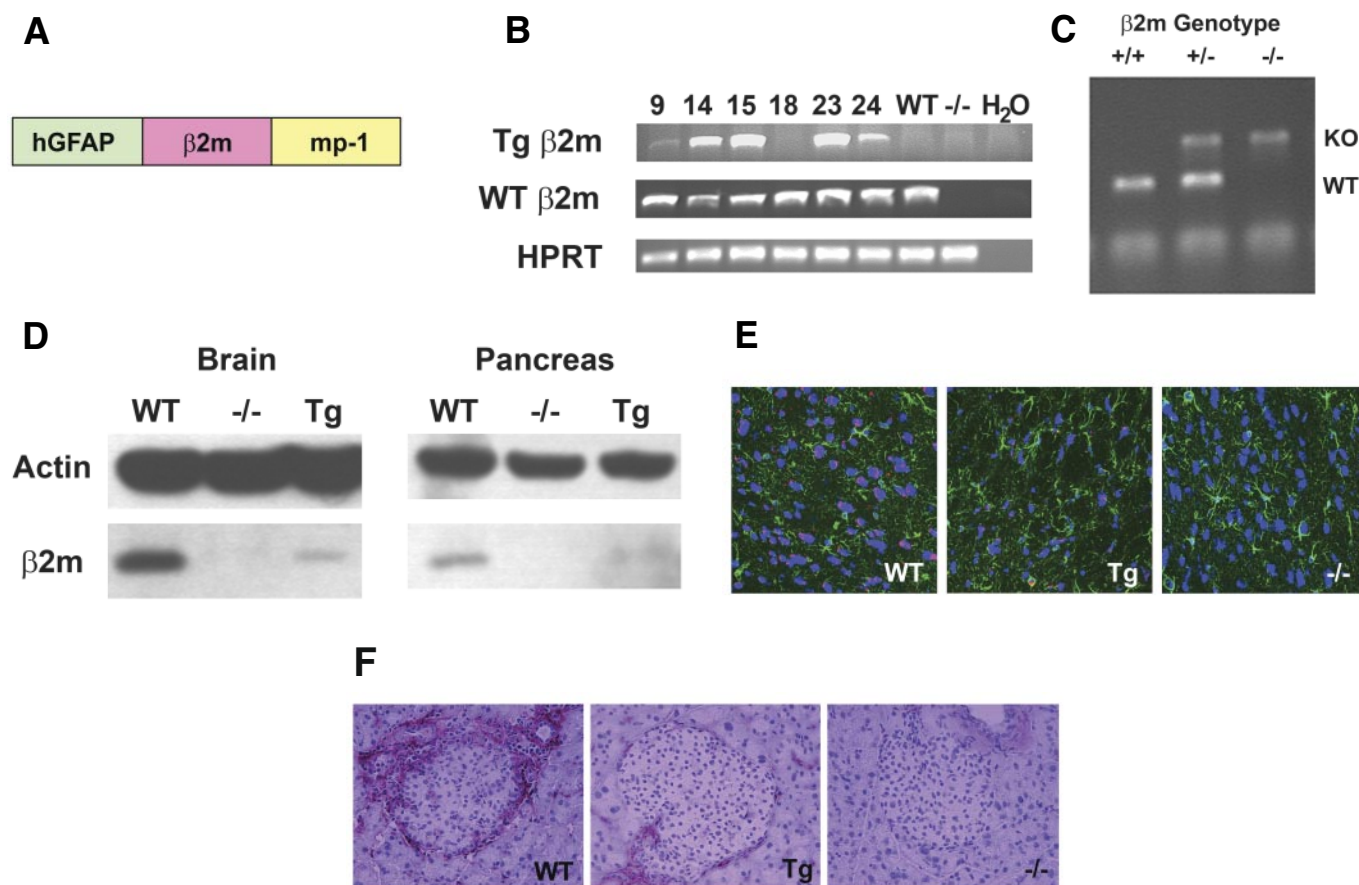 A
hGFAP β2m mp-1
B
9 14 15 18 23 24 WT -/- H2O
Tg β2m
WT β2m
HPRT
C
β2m Genotype
+/+ +/- -/-
KO
WT
D
Brain Pancreas
WT -/- Tg WT -/- Tg
Actin
β2m
E
WT Tg -/-
F
WT Tg -/-